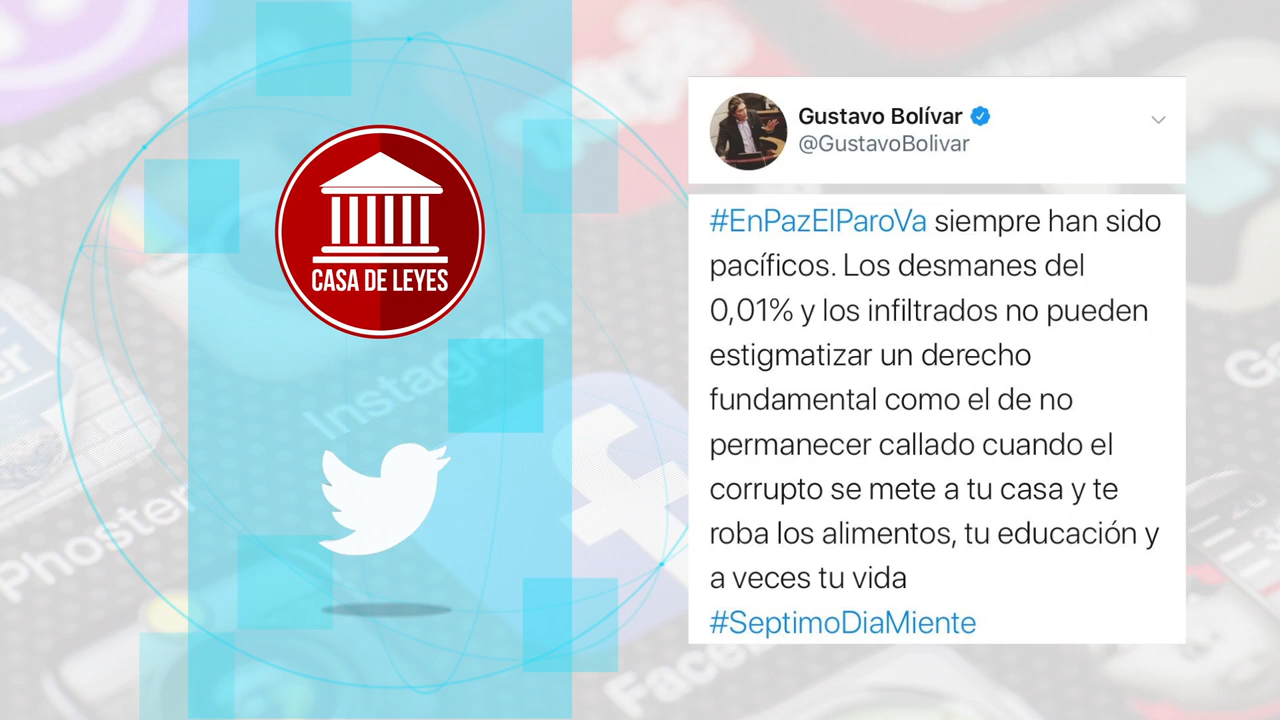 CASA DE LEYES
Gustavo Bolívar
@GustavoBolivar
#EnPazElParoVa siempre han sido
pacíficos. Los desmanes del
0,01% y los infiltrados no pueden
estigmatizar un derecho
fundamental como el de no
permanecer callado cuando el
corrupto se mete a tu casa y te
roba los alimentos, tu educación y
a veces tu vida
#SeptimoDiaMiente
Instagram
Phoster